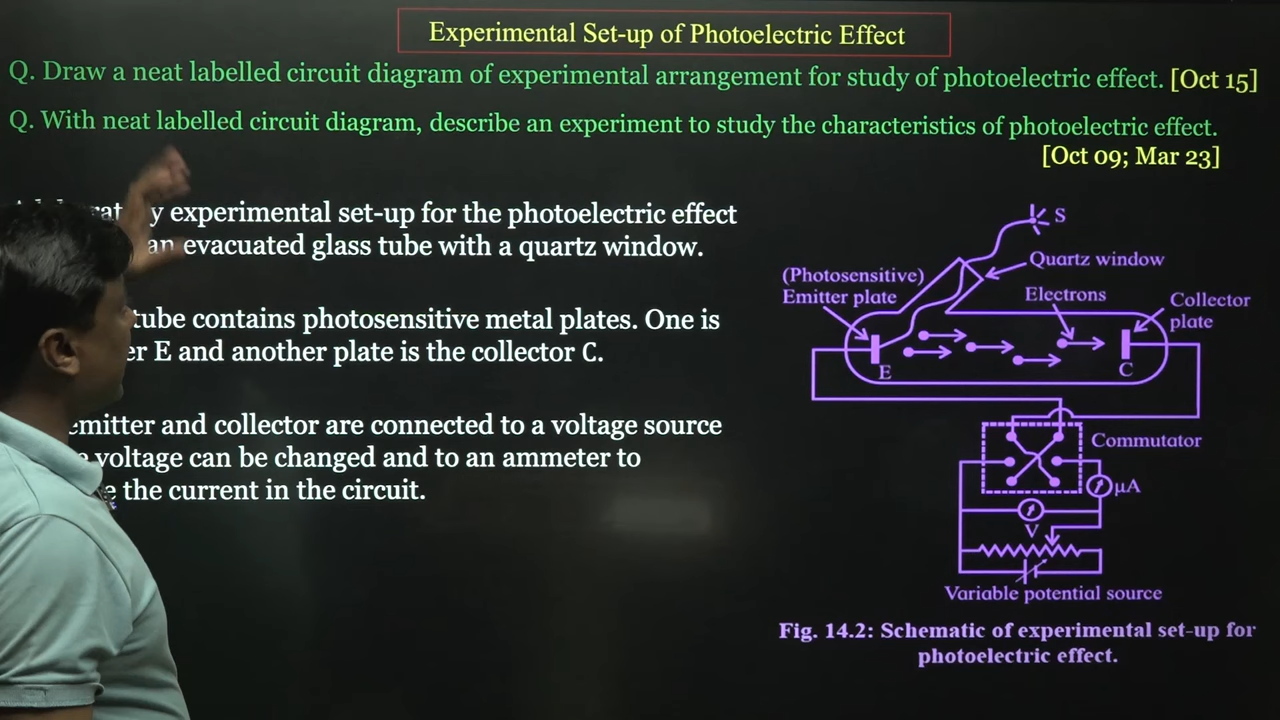 Experimental Set-up of Photoelectric Effect
Q. Draw a neat labelled circuit diagram of experimental arrangement for study of photoelectric effect. [Oct 15]
Q. With neat labelled circuit diagram, describe an experiment to study the characteristics of photoelectric effect.
[Oct 09; Mar 23]
experimental set-up for the photoelectric effect
an evacuated glass tube with a quartz window.
tube contains photosensitive metal plates. One is
E and another plate is the collector C.
emitter and collector are connected to a voltage source
voltage can be changed and to an ammeter to
the current in the circuit.
S
Quartz window
(Photosensitive)
Emitter plate
Electrons
Collector
plate
E
C
Commutator
μA
V
Variable potential source
Fig. 14.2: Schematic of experimental set-up for
photoelectric effect.